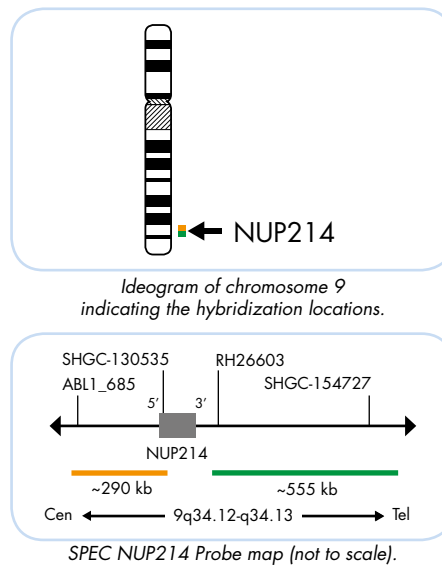 NUP214
Ideogram of chromosome 9
indicating the hybridization locations.
SHGC-130535
RH26603
ABL1_685
SHGC-154727
5’ 3’
NUP214
~290 kb ~555 kb
Cen 9q34.12-q34.13 Tel
SPEC NUP214 Probe map (not to scale).